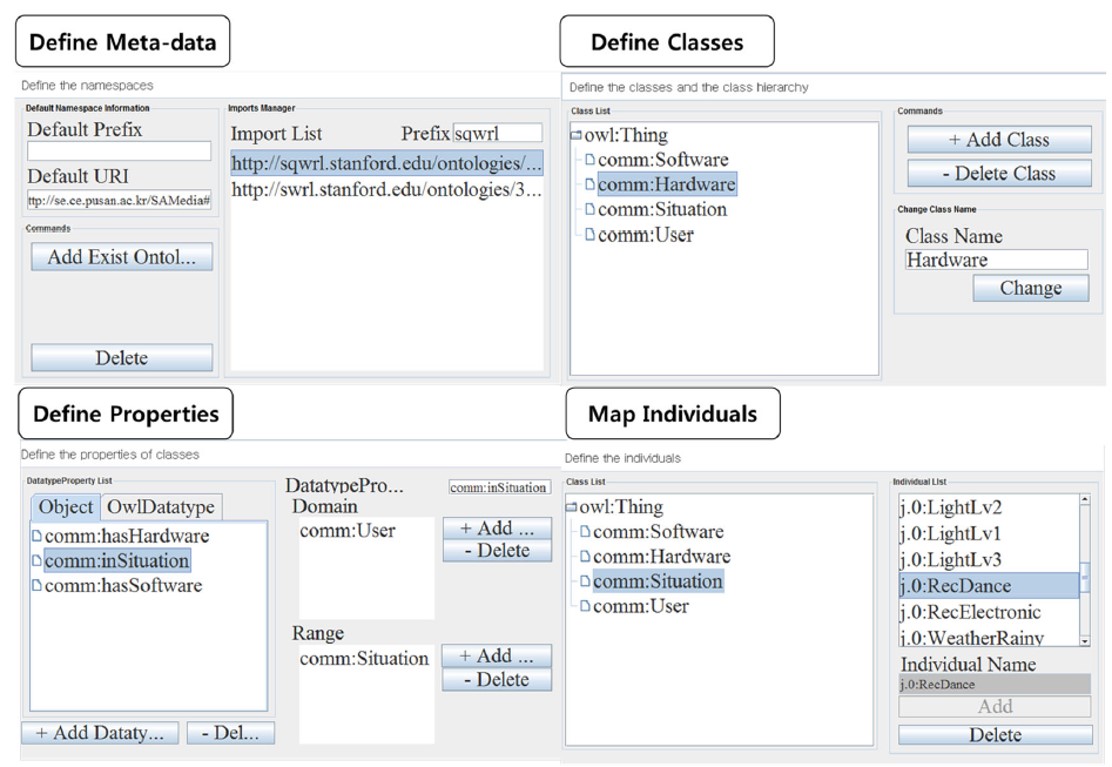 Define Meta-data
Define the namespaces
Default Namespace Information
Default Prefix
Default URI
ttp://se.ce.pusan.ac.kr/SAMedia#
Commands
Add Exist Ontol...
Delete
Imports Manager
Import List Prefix sqwrl
http://sqwrl.stanford.edu/ontologies/...
http://swrl.stanford.edu/ontologies/3...
Define Classes
Define the classes and the class hierarchy
Class List
owl:Thing
comm:Software
comm:Hardware
comm:Situation
comm:User
Commands
+ Add Class
- Delete Class
Change Class Name
Class Name
Hardware
Change
Define Properties
Define the properties of classes
DatatypeProperty List
Object OwlDatatype
comm:hasHardware
comm:inSituation
comm:hasSoftware
+ Add Dataty... - Del...
DatatypePro... comm:inSituation
Domain
comm:User
+ Add ...
- Delete
Range
comm:Situation
+ Add ...
- Delete
Map Individuals
Define the individuals
Class List
owl:Thing
comm:Software
comm:Hardware
comm:Situation
comm:User
Individual List
j.0:LightLv2
j.0:LightLv1
j.0:LightLv3
j.0:RecDance
j.0:RecElectronic
j.0:WeatherRainy
Individual Name
j.0:RecDance
Add
Delete